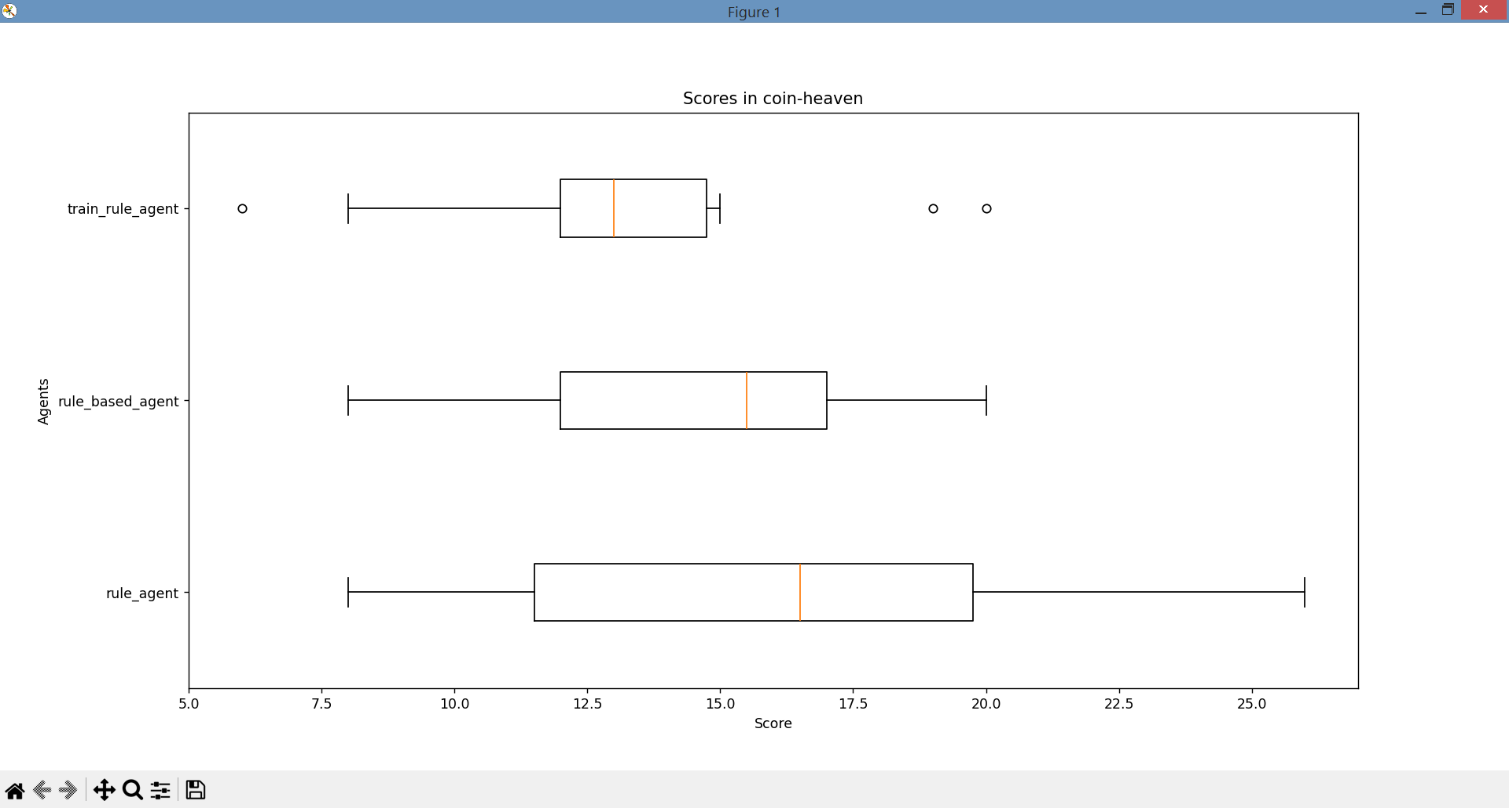 Figure 1
Scores in coin-heaven
train_rule_agent
Agents
rule_based_agent
rule_agent
5.0 7.5 10.0 12.5 15.0 17.5 20.0 22.5 25.0
Score